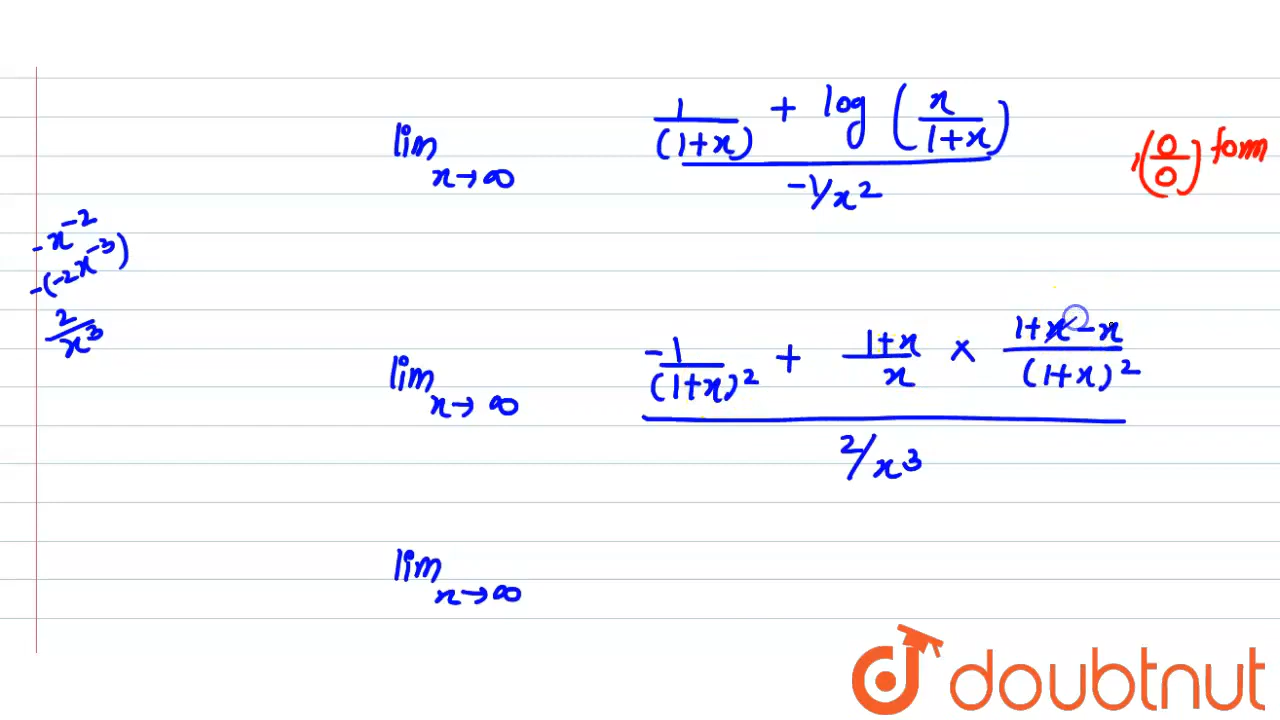 lim x→∞ (1/(1+x) + log (x/(1+x))) / (-1/x²) , (0/0) form
-x⁻²
-(-2x⁻³)
2/x³
lim x→∞ (-1/(1+x)² + (1+x)/x × (1+x-x)/(1+x)²) / (2/x³)
lim x→∞
doubtnut